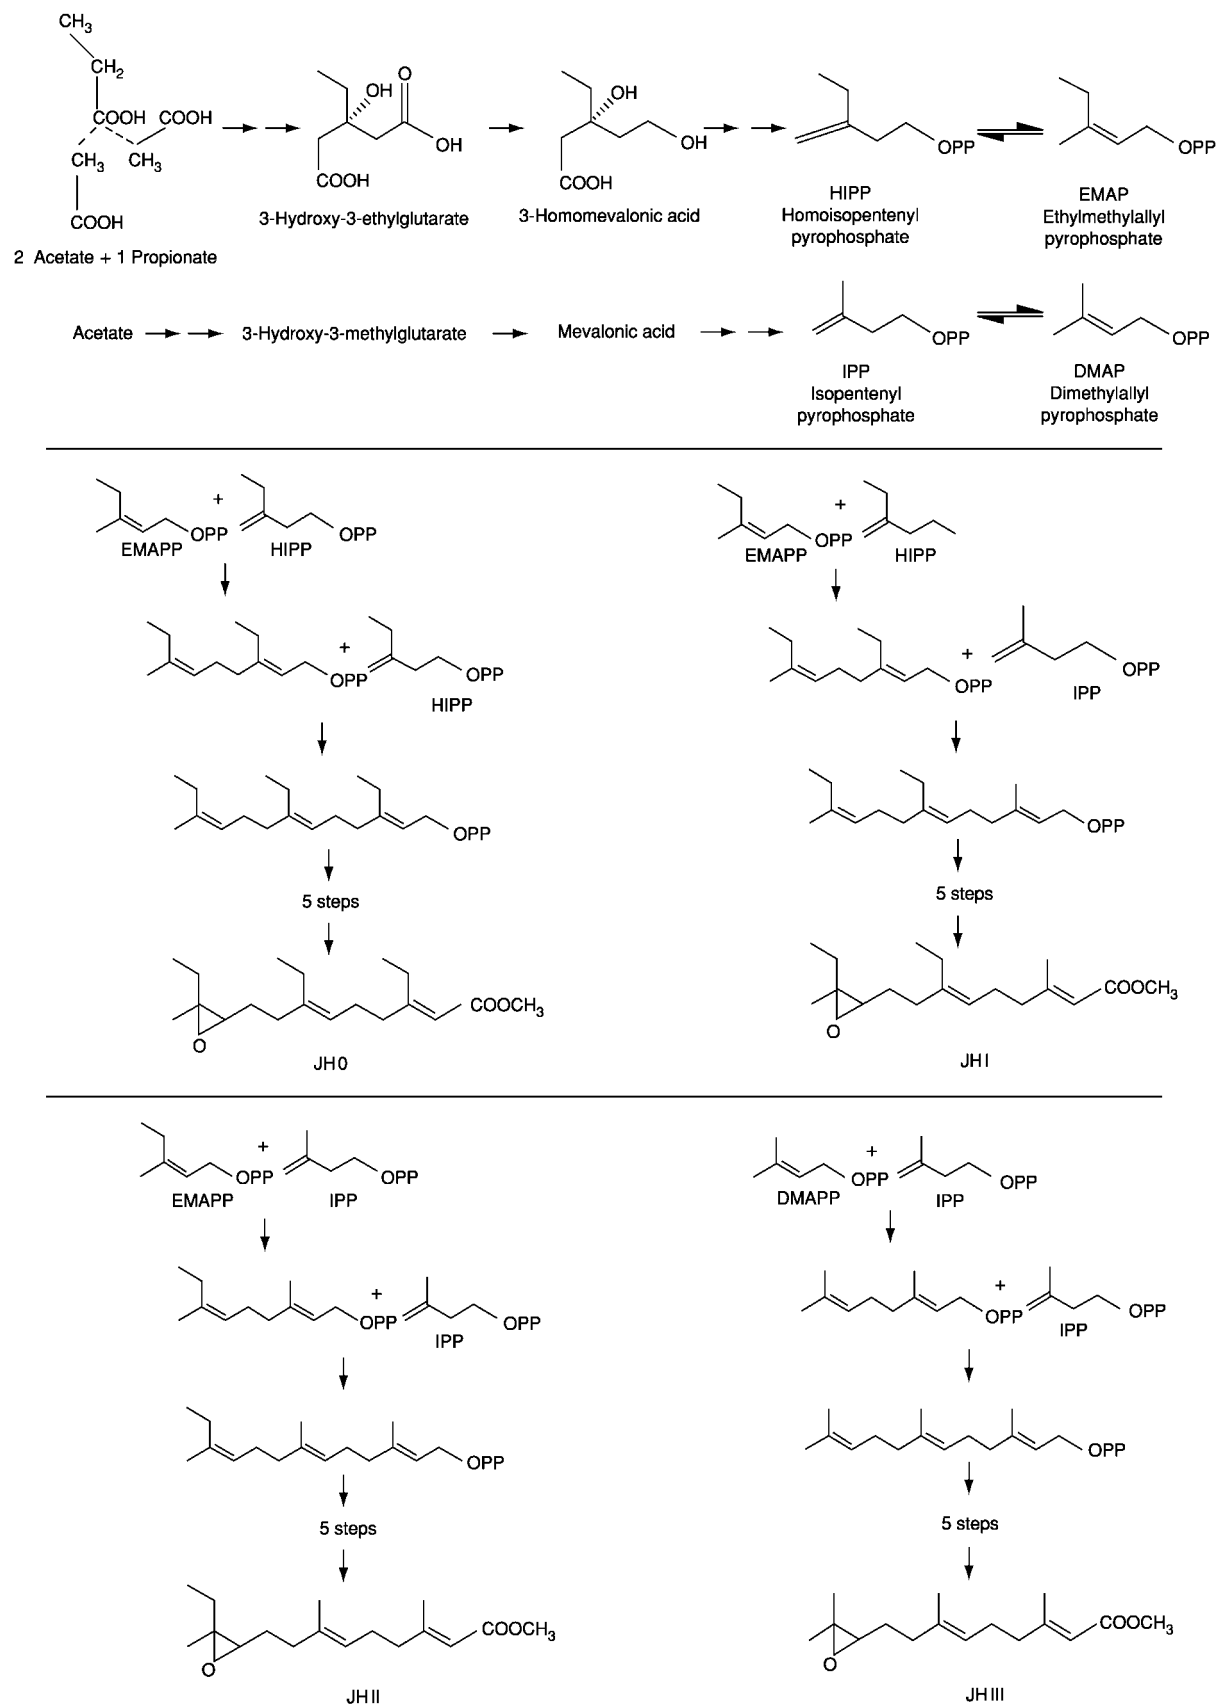 CH3
CH2
COOH COOH
CH3 CH3
COOH
2 Acetate + 1 Propionate
OH O
OH
COOH
3-Hydroxy-3-ethylglutarate
OH
OH
COOH
3-Homomevalonic acid
OPP
HIPP
Homoisopentenyl
pyrophosphate
OPP
EMAP
Ethylmethylallyl
pyrophosphate
Acetate 3-Hydroxy-3-methylglutarate Mevalonic acid
OPP
IPP
Isopentenyl
pyrophosphate
OPP
DMAP
Dimethylallyl
pyrophosphate
+
OPP OPP
EMAPP HIPP
+
OPP OPP
HIPP
OPP
5 steps
COOCH3
O
JH 0
+
OPP
EMAPP HIPP
+
OPP OPP
IPP
OPP
5 steps
COOCH3
O
JH I
+
OPP OPP
EMAPP IPP
+
OPP OPP
IPP
OPP
5 steps
COOCH3
O
JH II
+
OPP OPP
DMAPP IPP
+
OPP OPP
IPP
OPP
5 steps
COOCH3
O
JH III